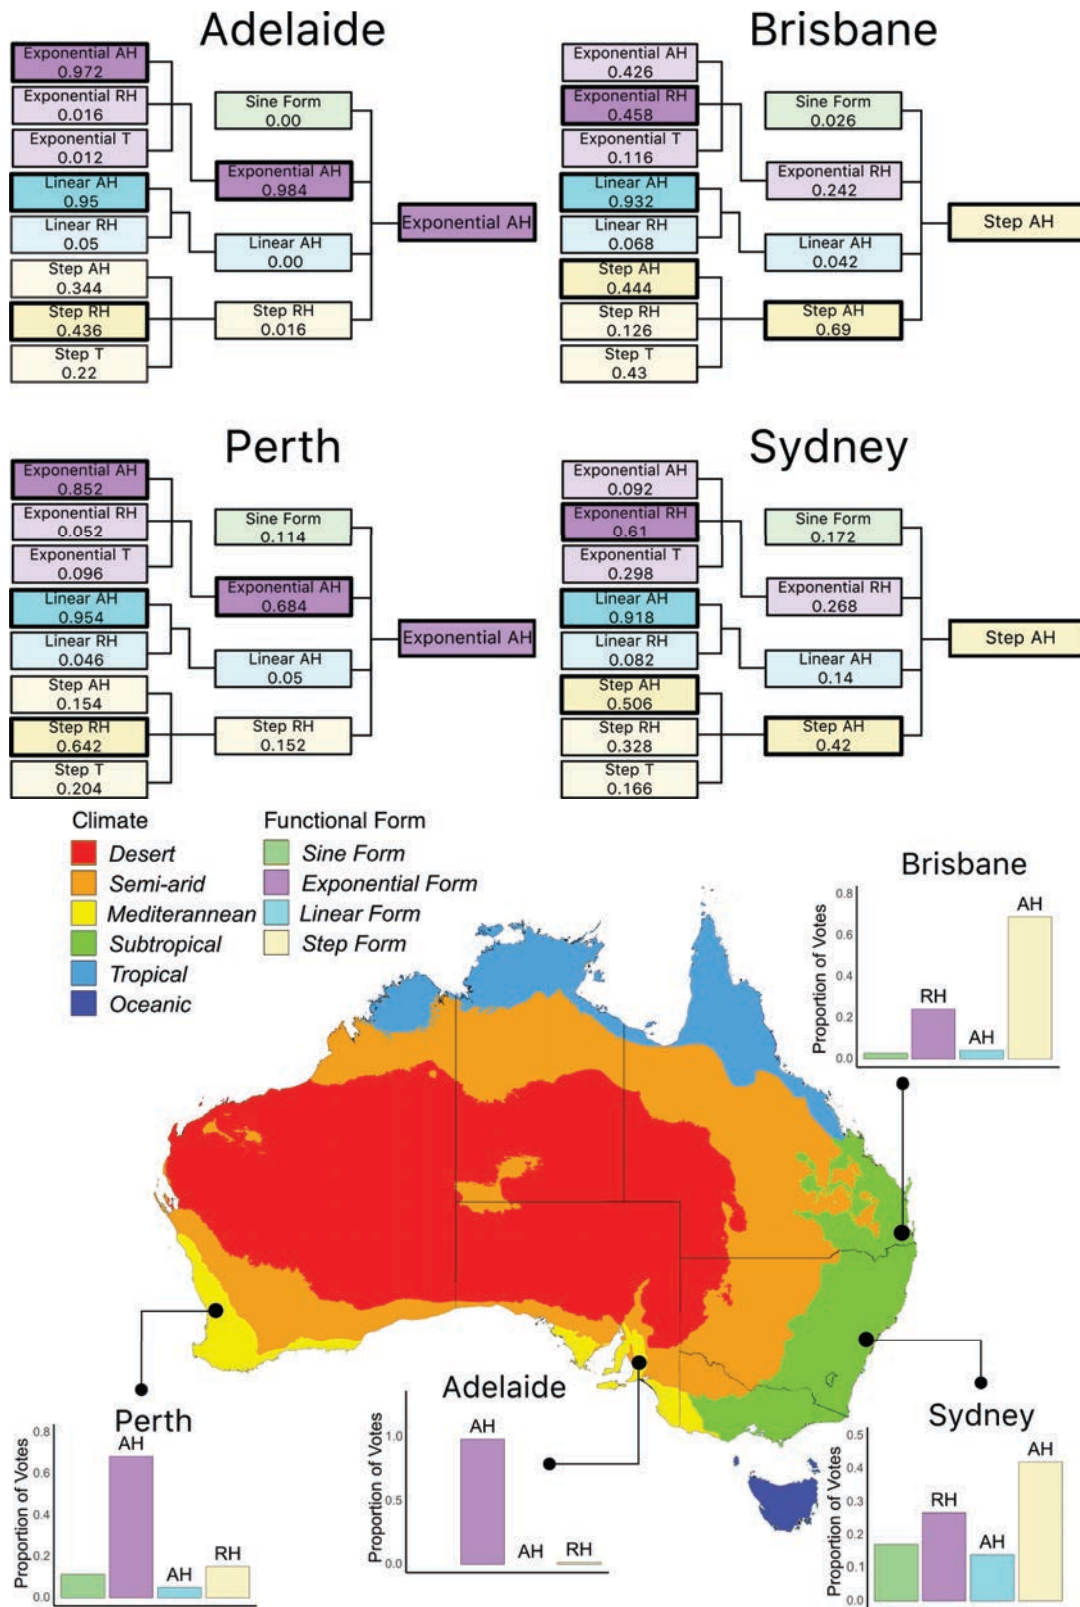 Adelaide
Exponential AH
0.972
Exponential RH
0.016
Exponential T
0.012
Linear AH
0.95
Linear RH
0.05
Step AH
0.344
Step RH
0.436
Step T
0.22
Sine Form
0.00
Exponential AH
0.984
Linear AH
0.00
Step RH
0.016
Exponential AH
Brisbane
Exponential AH
0.426
Exponential RH
0.458
Exponential T
0.116
Linear AH
0.932
Linear RH
0.068
Step AH
0.444
Step RH
0.126
Step T
0.43
Sine Form
0.026
Exponential RH
0.242
Linear AH
0.042
Step AH
0.69
Step AH
Perth
Exponential AH
0.852
Exponential RH
0.052
Exponential T
0.096
Linear AH
0.954
Linear RH
0.046
Step AH
0.154
Step RH
0.642
Step T
0.204
Sine Form
0.114
Exponential AH
0.684
Linear AH
0.05
Step RH
0.152
Exponential AH
Sydney
Exponential AH
0.092
Exponential RH
0.61
Exponential T
0.298
Linear AH
0.918
Linear RH
0.082
Step AH
0.506
Step RH
0.328
Step T
0.166
Sine Form
0.172
Exponential RH
0.268
Linear AH
0.14
Step AH
0.42
Step AH
Climate
Desert
Semi-arid
Mediterannean
Subtropical
Tropical
Oceanic
Functional Form
Sine Form
Exponential Form
Linear Form
Step Form
Brisbane
Proportion of Votes
0.8
0.6
0.4
0.2
0.0
RH
AH
AH
Perth
Proportion of Votes
0.8
0.6
0.4
0.2
0.0
AH
AH
RH
Adelaide
Proportion of Votes
1.0
0.5
0.0
AH
AH
RH
Sydney
Proportion of Votes
0.5
0.4
0.3
0.2
0.1
0.0
RH
AH
AH